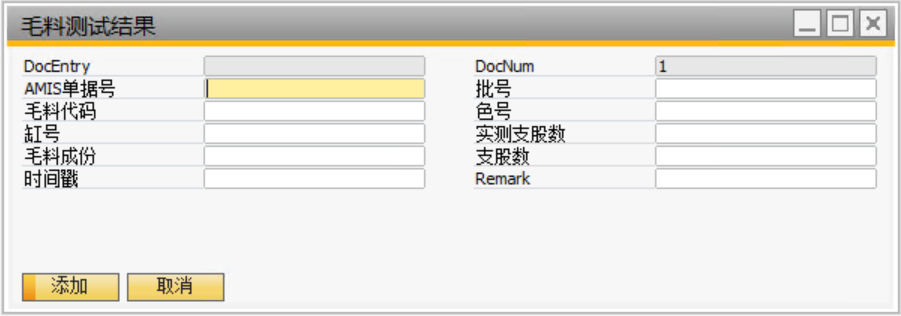 毛料测试结果
DocEntry DocNum 1
AMIS单据号 批号
毛料代码 色号
缸号 实测支股数
毛料成份 支股数
时间戳 Remark
添加 取消